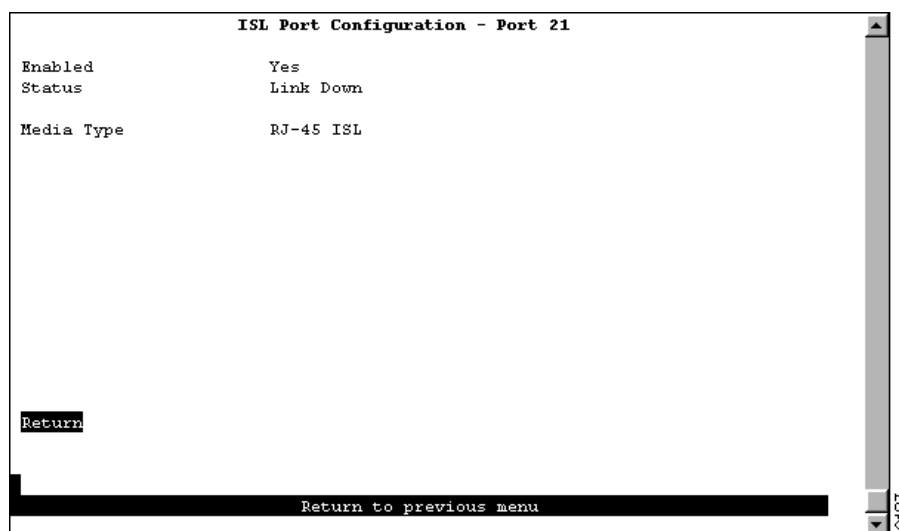 ISL Port Configuration - Port 21
Enabled Yes
Status Link Down
Media Type RJ-45 ISL
Return
Return to previous menu